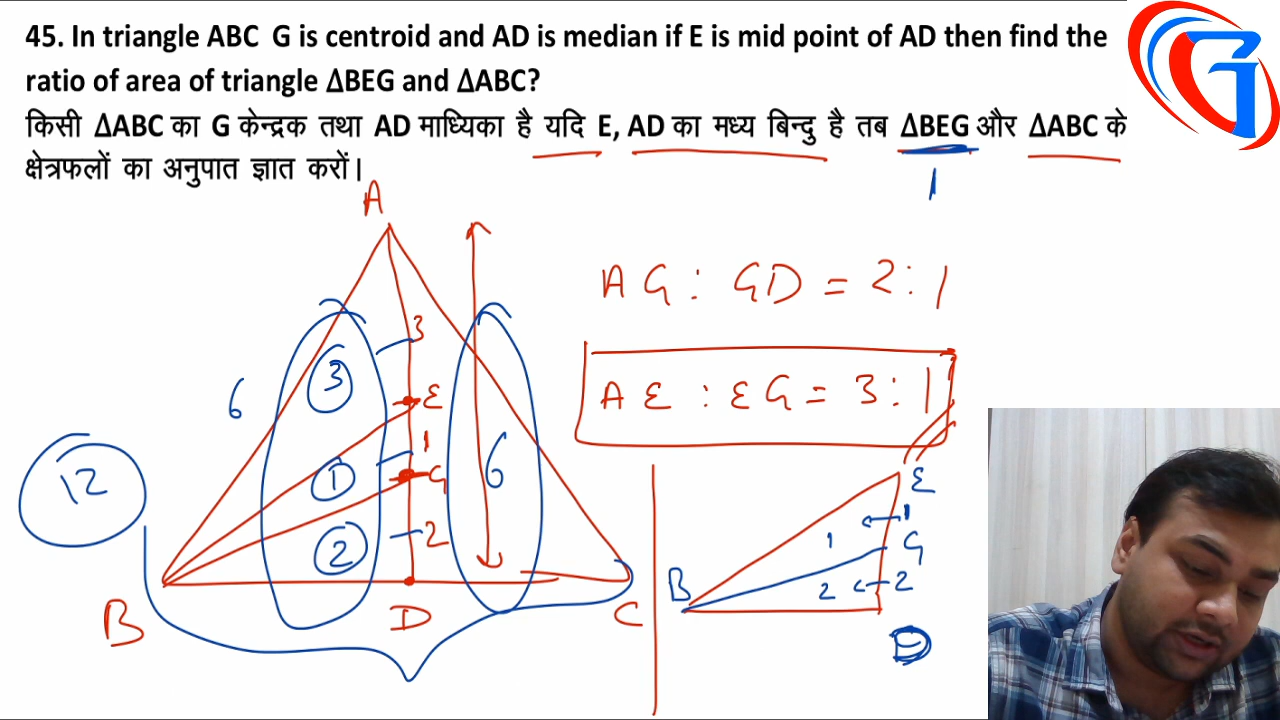 45. In triangle ABC G is centroid and AD is median if E is mid point of AD then find the
ratio of area of triangle ΔBEG and ΔABC?
किसी ΔABC का G केन्द्रक तथा AD माध्यिका है यदि E, AD का मध्य बिन्दु है तब ΔBEG और ΔABC के
क्षेत्रफलों का अनुपात ज्ञात करों।
1
A
AG : GD = 2 : 1
3
3
E
AE : EG = 3 : 1
6
1
6
12
1
G
2
2
B
D
C
E
1
1
G
B
2
2
D
G